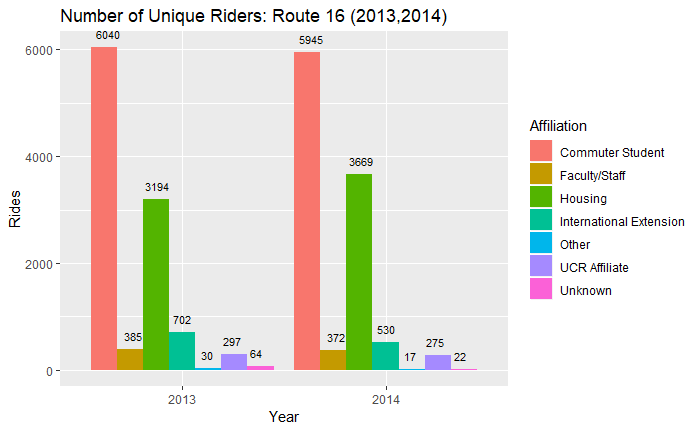 Number of Unique Riders: Route 16 (2013,2014)
6040
5945
6000
4000
3669
3194
2000
702
530
385
372
297
275
64
30
17
22
0
2013
2014
Year
Rides
Affiliation
Commuter Student
Faculty/Staff
Housing
International Extension
Other
UCR Affiliate
Unknown